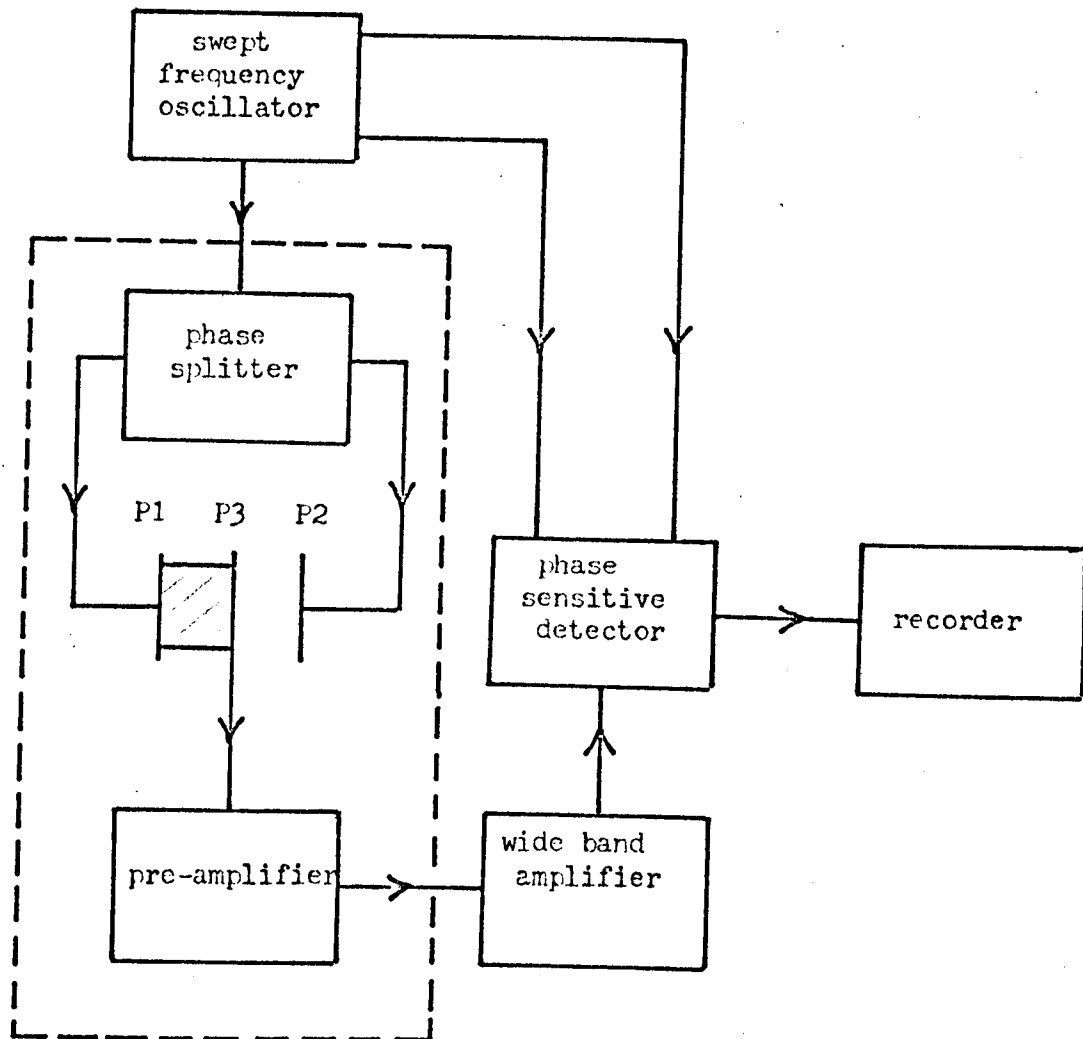 swept
frequency
oscillator
phase
splitter
P1 P3 P2
phase
sensitive
detector
recorder
pre-amplifier
wide band
amplifier